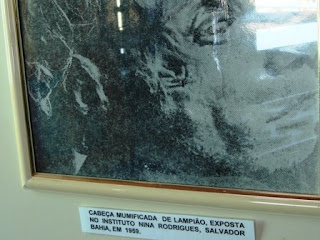 CABEÇA MUMIFICADA DE LAMPIÃO, EXPOSTA
NO INSTITUTO NINA RODRIGUES, SALVADOR
BAHIA, EM 1959.